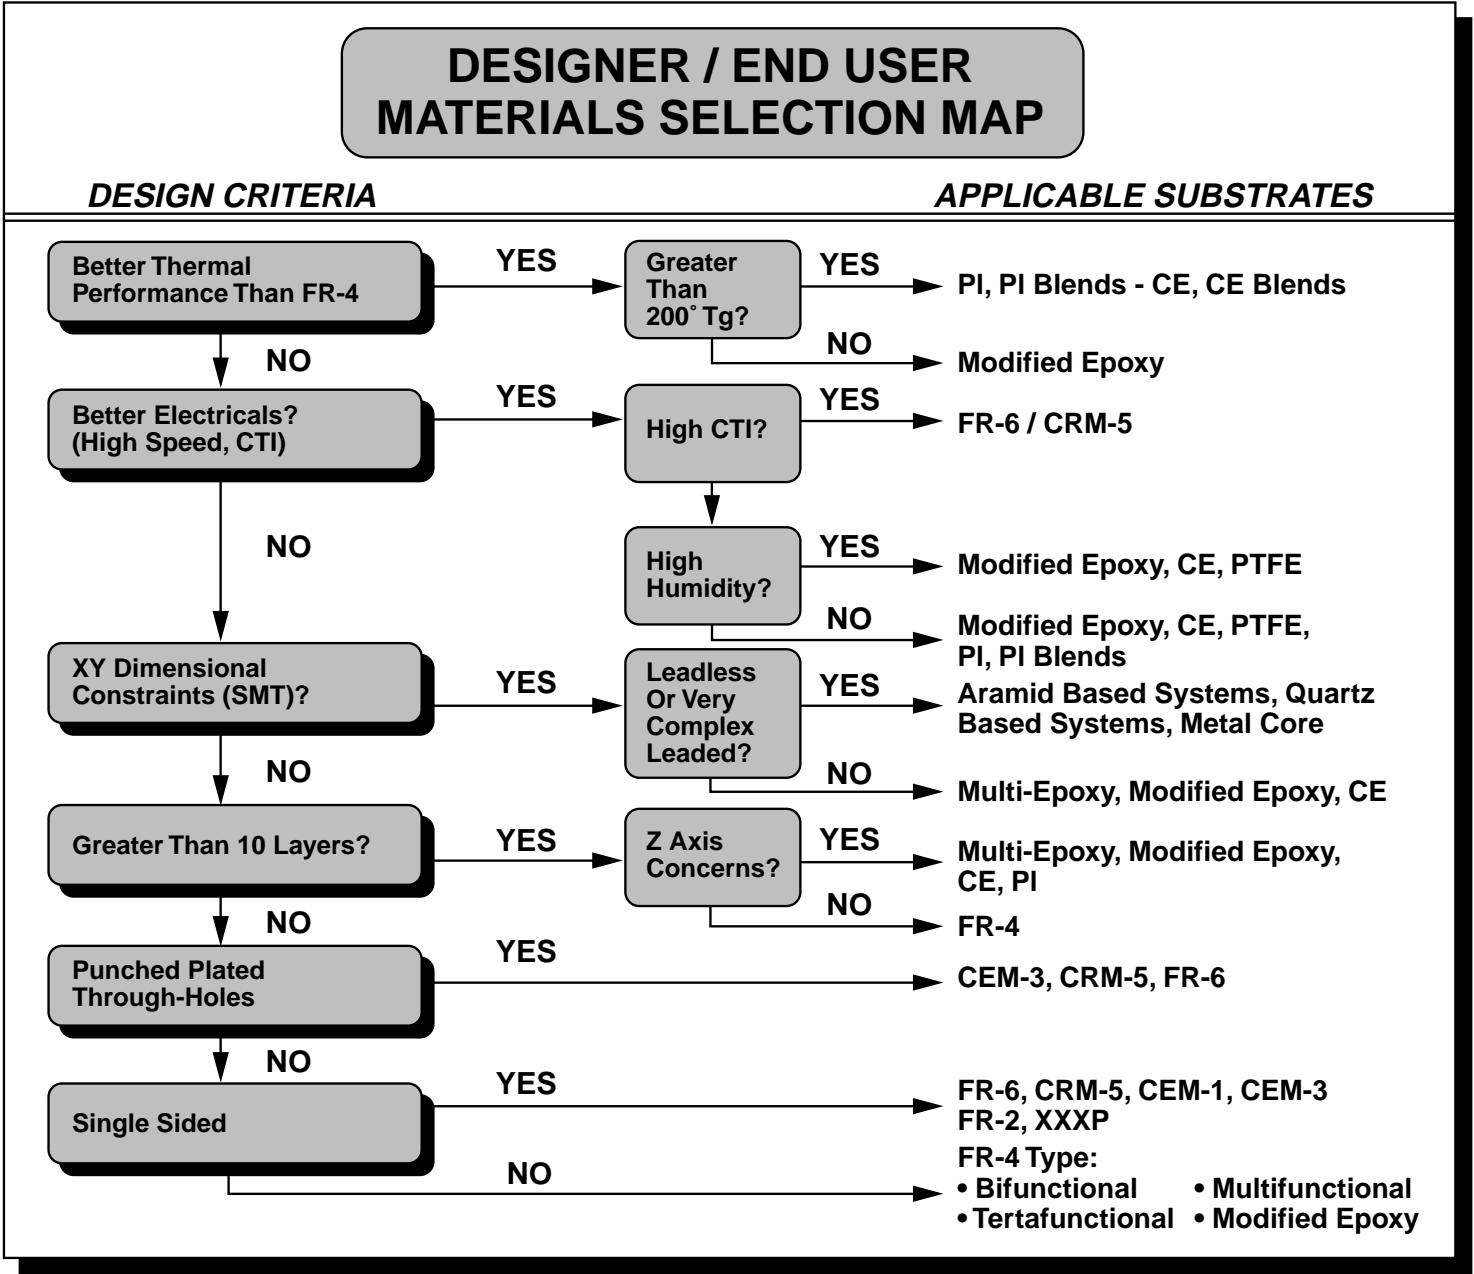 DESIGNER / END USER
MATERIALS SELECTION MAP
DESIGN CRITERIA
APPLICABLE SUBSTRATES
Better Thermal
Performance Than FR-4
YES
Greater
Than
200° Tg?
YES
PI, PI Blends - CE, CE Blends
NO
Modified Epoxy
NO
Better Electricals?
(High Speed, CTI)
YES
High CTI?
YES
FR-6 / CRM-5
High
Humidity?
YES
Modified Epoxy, CE, PTFE
NO
Modified Epoxy, CE, PTFE,
PI, PI Blends
NO
XY Dimensional
Constraints (SMT)?
YES
Leadless
Or Very
Complex
Leaded?
YES
Aramid Based Systems, Quartz
Based Systems, Metal Core
NO
Multi-Epoxy, Modified Epoxy, CE
NO
Greater Than 10 Layers?
YES
Z Axis
Concerns?
YES
Multi-Epoxy, Modified Epoxy,
CE, PI
NO
FR-4
NO
Punched Plated
Through-Holes
YES
CEM-3, CRM-5, FR-6
NO
Single Sided
YES
FR-6, CRM-5, CEM-1, CEM-3
FR-2, XXXP
NO
FR-4 Type:
• Bifunctional • Multifunctional
• Tertafunctional • Modified Epoxy